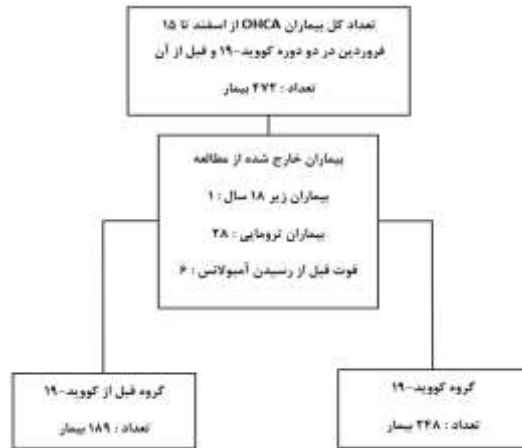 تعداد کل بیماران OHCA از اسفند تا ۱۵
فروردین در دو دوره کووید-۱۹ و قبل از آن
تعداد : ۴۷۲ بیمار
بیماران خارج شده از مطالعه
بیماران زیر ۱۸ سال : ۱
بیماران ترومایی : ۲۸
فوت قبل از رسیدن آمبولانس : ۶
گروه قبل از کووید-۱۹
تعداد : ۱۸۹ بیمار
گروه کووید-۱۹
تعداد : ۲۴۸ بیمار